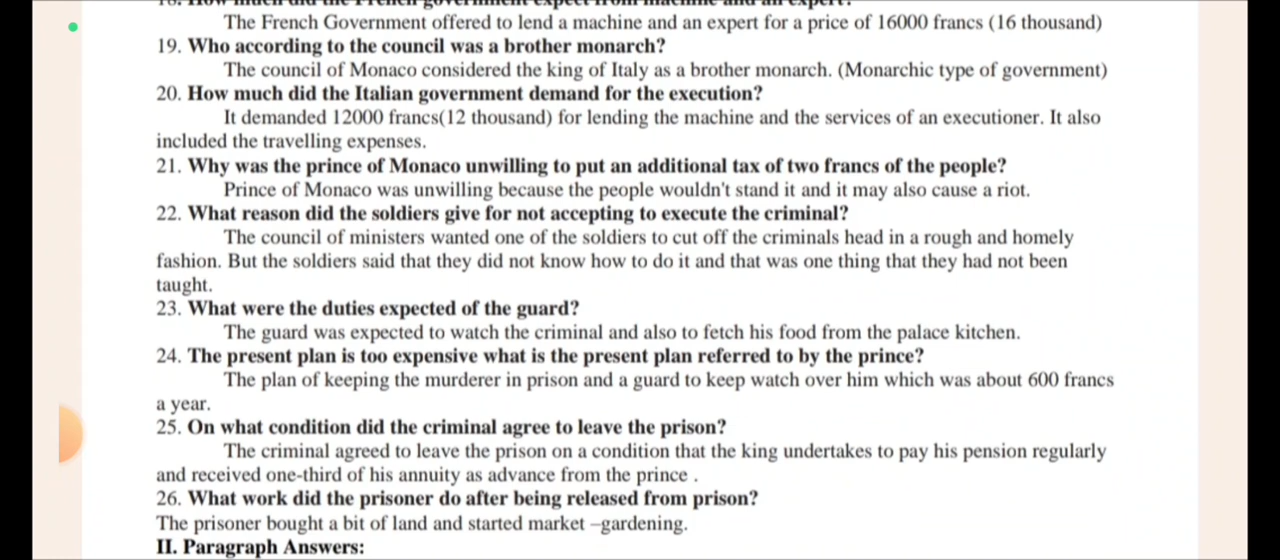 18. How much did the French government expect from machine and an expert?
The French Government offered to lend a machine and an expert for a price of 16000 francs (16 thousand)
19. Who according to the council was a brother monarch?
The council of Monaco considered the king of Italy as a brother monarch. (Monarchic type of government)
20. How much did the Italian government demand for the execution?
It demanded 12000 francs(12 thousand) for lending the machine and the services of an executioner. It also
included the travelling expenses.
21. Why was the prince of Monaco unwilling to put an additional tax of two francs of the people?
Prince of Monaco was unwilling because the people wouldn't stand it and it may also cause a riot.
22. What reason did the soldiers give for not accepting to execute the criminal?
The council of ministers wanted one of the soldiers to cut off the criminals head in a rough and homely
fashion. But the soldiers said that they did not know how to do it and that was one thing that they had not been
taught.
23. What were the duties expected of the guard?
The guard was expected to watch the criminal and also to fetch his food from the palace kitchen.
24. The present plan is too expensive what is the present plan referred to by the prince?
The plan of keeping the murderer in prison and a guard to keep watch over him which was about 600 francs
a year.
25. On what condition did the criminal agree to leave the prison?
The criminal agreed to leave the prison on a condition that the king undertakes to pay his pension regularly
and received one-third of his annuity as advance from the prince .
26. What work did the prisoner do after being released from prison?
The prisoner bought a bit of land and started market –gardening.
II. Paragraph Answers: